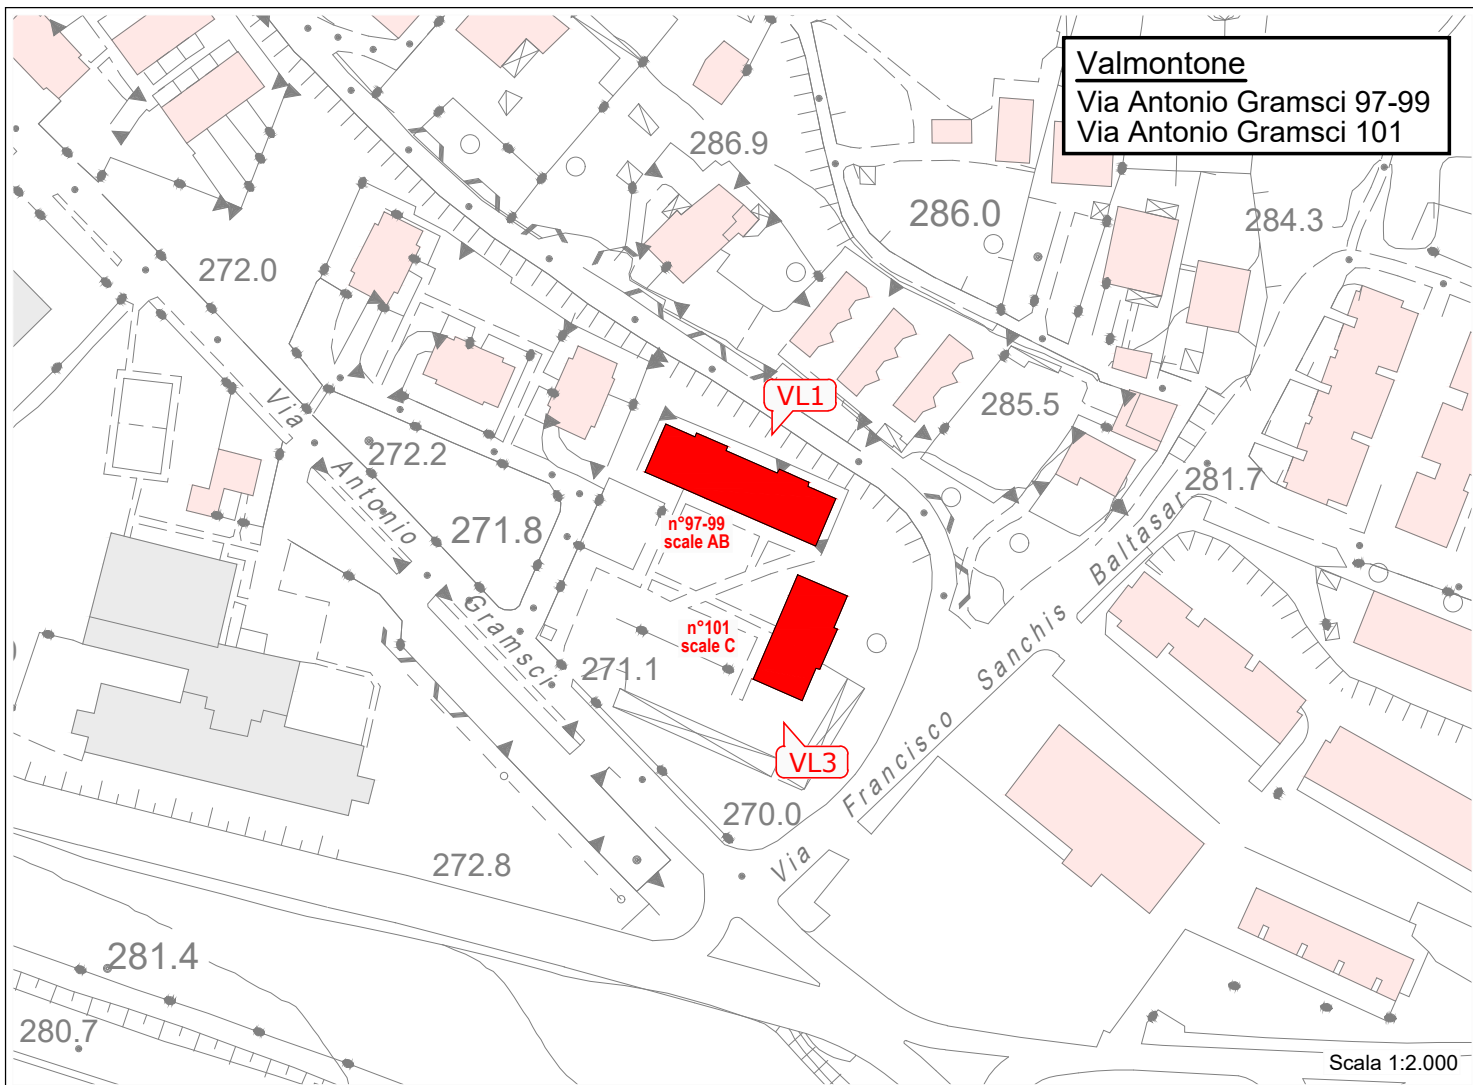 Valmontone
Via Antonio Gramsci 97-99
Via Antonio Gramsci 101
286.9
286.0
284.3
272.0
VL1
285.5
Via Antonio Gramsci
272.2
281.7
271.8
n°97-99
scale AB
n°101
scale C
271.1
Via Francisco Sanchis Baltasar
VL3
270.0
272.8
281.4
280.7
Scala 1:2.000